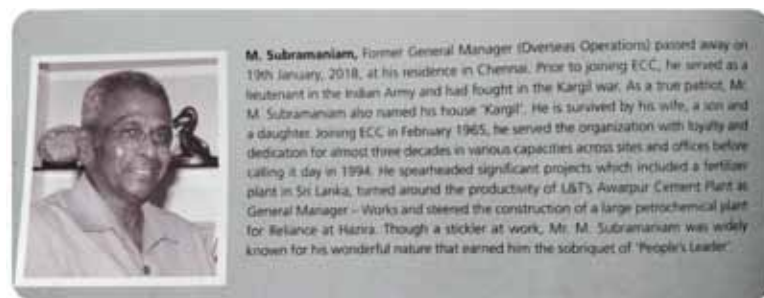 M. Subramaniam, Former General Manager (Overseas Operations) passed away on
19th January, 2018, at his residence in Chennai. Prior to joining ECC, he served as a
lieutenant in the Indian Army and had fought in the Kargil war. As a true patriot, Mr.
M. Subramaniam also named his house 'Kargil'. He is survived by his wife, a son and
a daughter. Joining ECC in February 1965, he served the organization with loyalty and
dedication for almost three decades in various capacities across sites and offices before
calling it day in 1994. He spearheaded significant projects which included a fertilizer
plant in Sri Lanka, turned around the productivity of L&T's Awarpur Cement Plant as
General Manager – Works and steered the construction of a large petrochemical plant
for Reliance at Hazira. Though a stickler at work, Mr. M. Subramaniam was widely
known for his wonderful nature that earned him the sobriquet of 'People's Leader'.